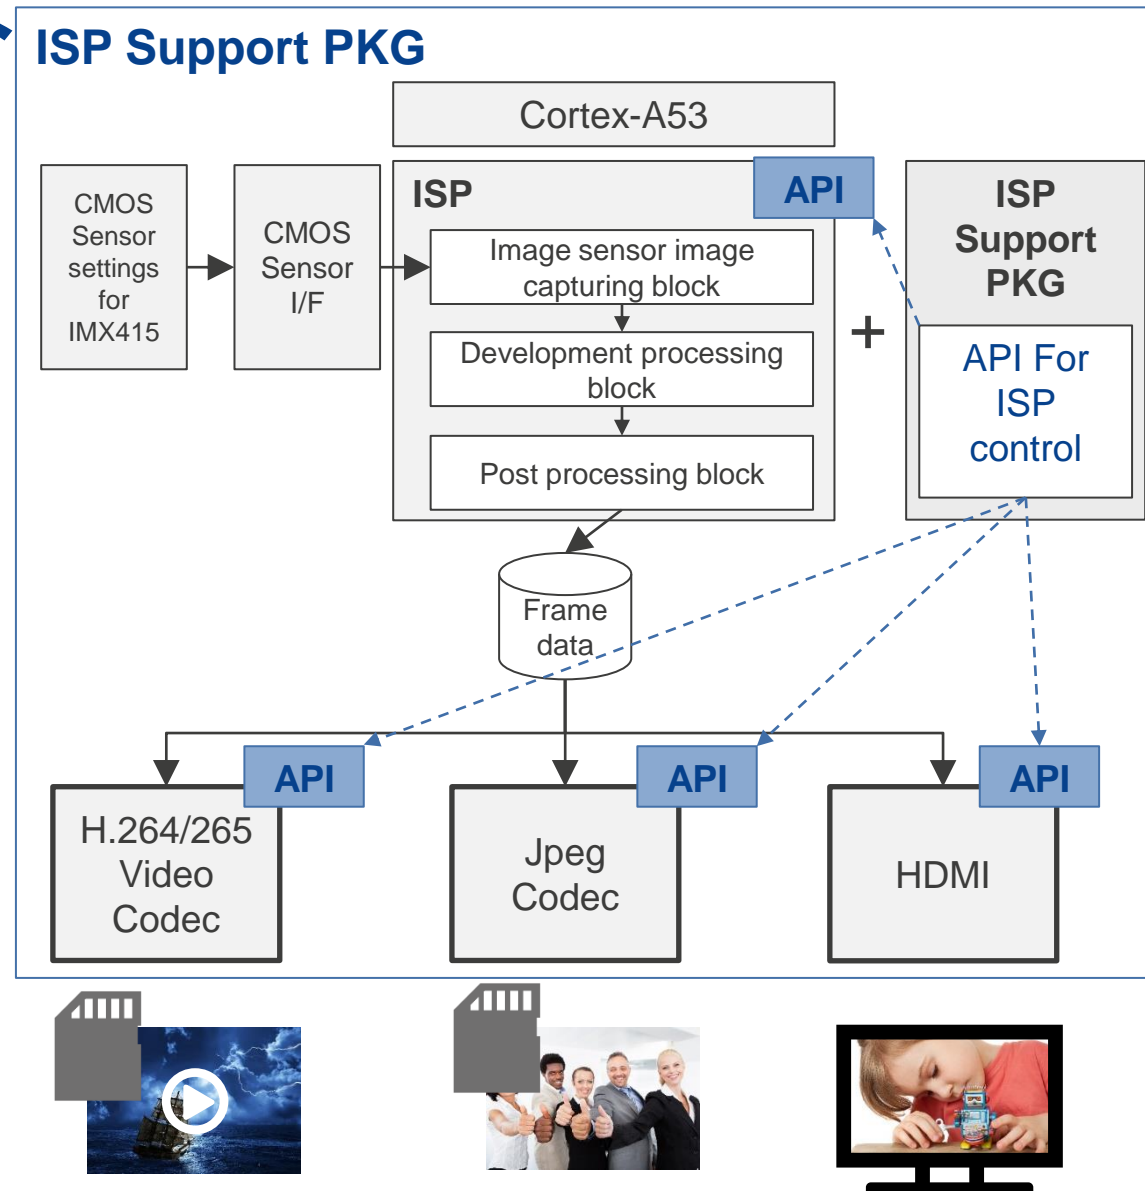 ISP Support PKG
Cortex-A53
CMOS
Sensor
settings
for
IMX415
CMOS
Sensor
I/F
ISP
API
Image sensor image
capturing block
Development processing
block
Post processing block
+
ISP
Support
PKG
API For
ISP
control
Frame
data
API
H.264/265
Video
Codec
API
Jpeg
Codec
API
HDMI